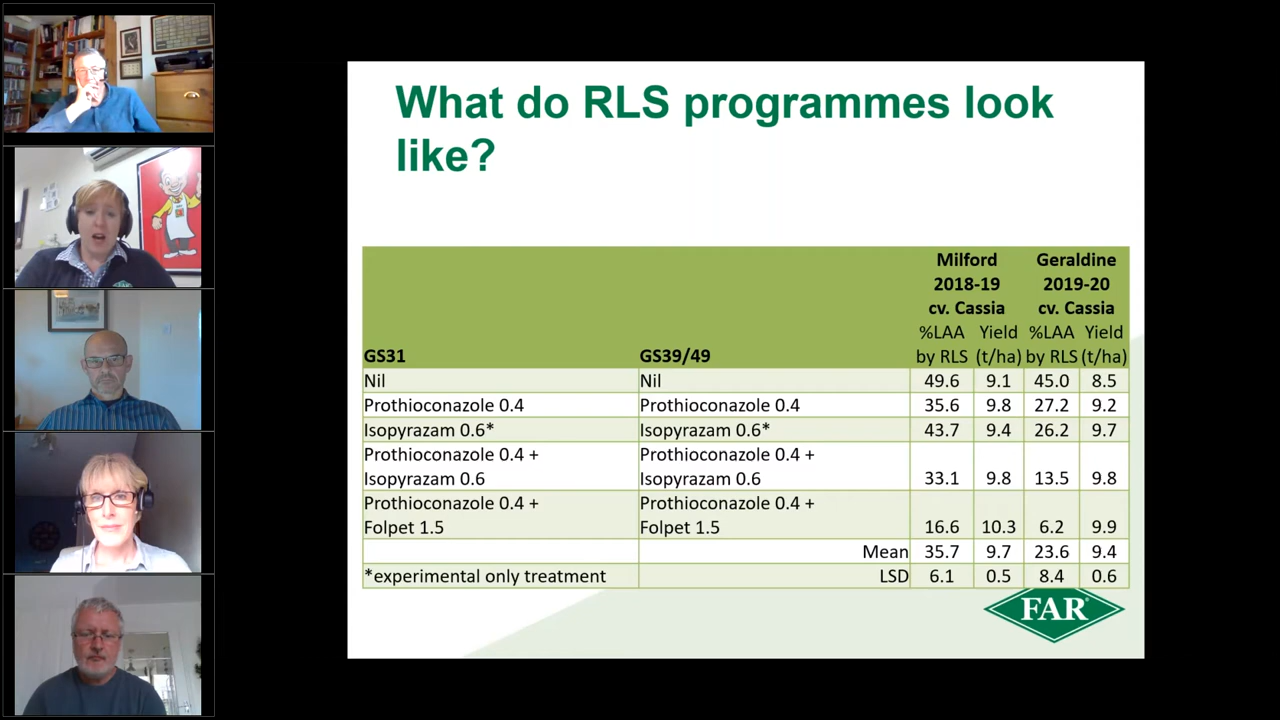 What do RLS programmes look
like?
Milford Geraldine
2018-19 2019-20
cv. Cassia cv. Cassia
%LAA Yield %LAA Yield
GS31 GS39/49 by RLS (t/ha) by RLS (t/ha)
Nil Nil 49.6 9.1 45.0 8.5
Prothioconazole 0.4 Prothioconazole 0.4 35.6 9.8 27.2 9.2
Isopyrazam 0.6* Isopyrazam 0.6* 43.7 9.4 26.2 9.7
Prothioconazole 0.4 + Prothioconazole 0.4 +
Isopyrazam 0.6 Isopyrazam 0.6 33.1 9.8 13.5 9.8
Prothioconazole 0.4 + Prothioconazole 0.4 +
Folpet 1.5 Folpet 1.5 16.6 10.3 6.2 9.9
Mean 35.7 9.7 23.6 9.4
*experimental only treatment LSD 6.1 0.5 8.4 0.6
FAR